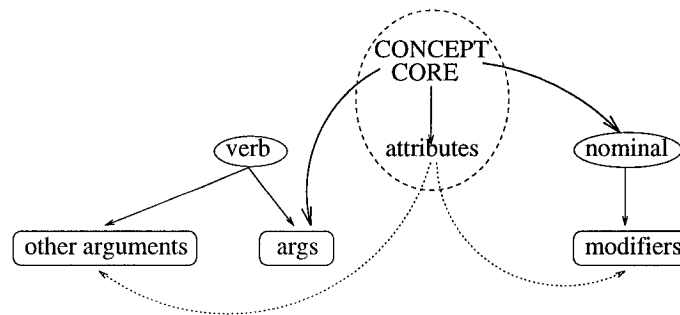 CONCEPT
CORE
verb
attributes
nominal
other arguments
args
modifiers